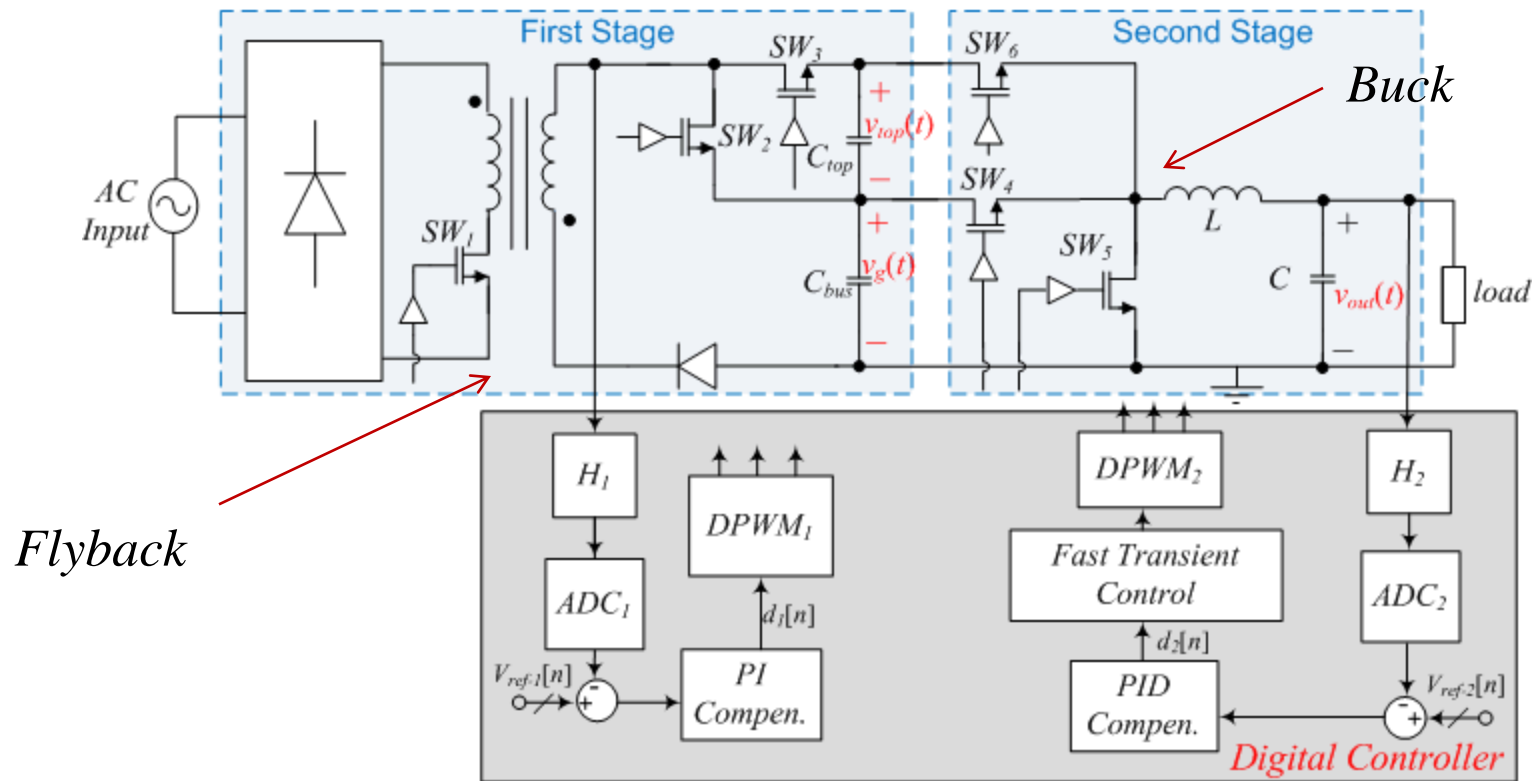 First Stage
Second Stage
Buck
Flyback
AC
Input
SW1
SW2
SW3
Ctop
+
vtop(t)
−
Cbus
+
vg(t)
−
SW6
SW4
SW5
L
C
+
vout(t)
−
load
H1
ADC1
Vref-1[n]
-
+
PI
Compen.
d1[n]
DPWM1
DPWM2
Fast Transient
Control
d2[n]
PID
Compen.
H2
ADC2
Vref-2[n]
-
+
Digital Controller